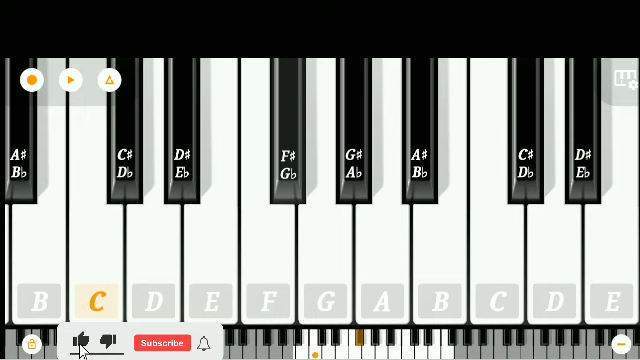 A♯ C♯ D♯ F♯ G♯ A♯ C♯ D♯
B♭ D♭ E♭ G♭ A♭ B♭ D♭ E♭
B C D E F G A B C D E
Subscribe